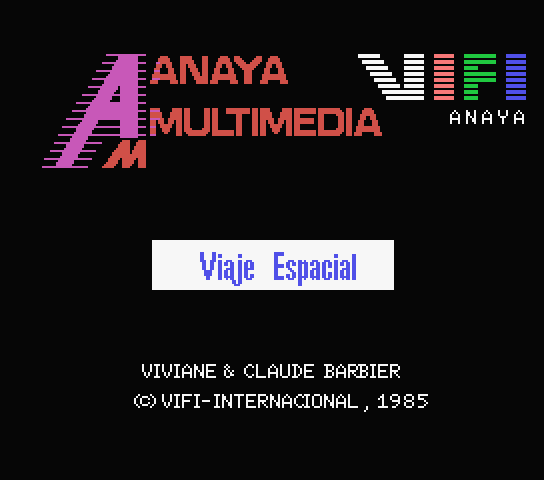 ANAYA
MULTIMEDIA
AM
VIFI
ANAYA
Viaje Espacial
VIVIANE & CLAUDE BARBIER
(C) VIFI-INTERNACIONAL, 1985